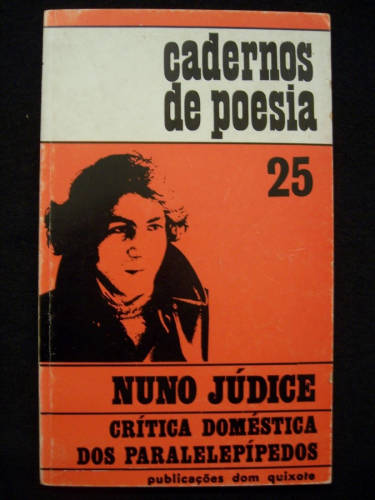 cadernos
de poesia
25
NUNO JÚDICE
CRÍTICA DOMÉSTICA
DOS PARALELEPÍPEDOS
publicações dom quixote